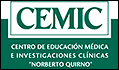 CEMIC
CENTRO DE EDUCACIÓN MÉDICA
E INVESTIGACIONES CLÍNICAS
"NORBERTO QUIRNO"